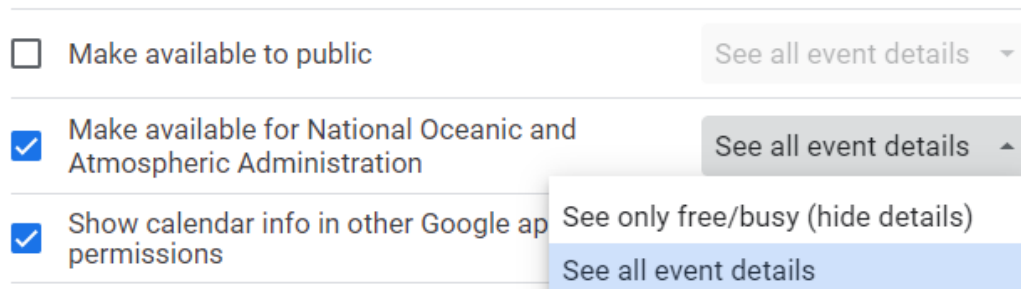 Make available to public
See all event details
Make available for National Oceanic and
Atmospheric Administration
See all event details
Show calendar info in other Google ap
permissions
See only free/busy (hide details)
See all event details